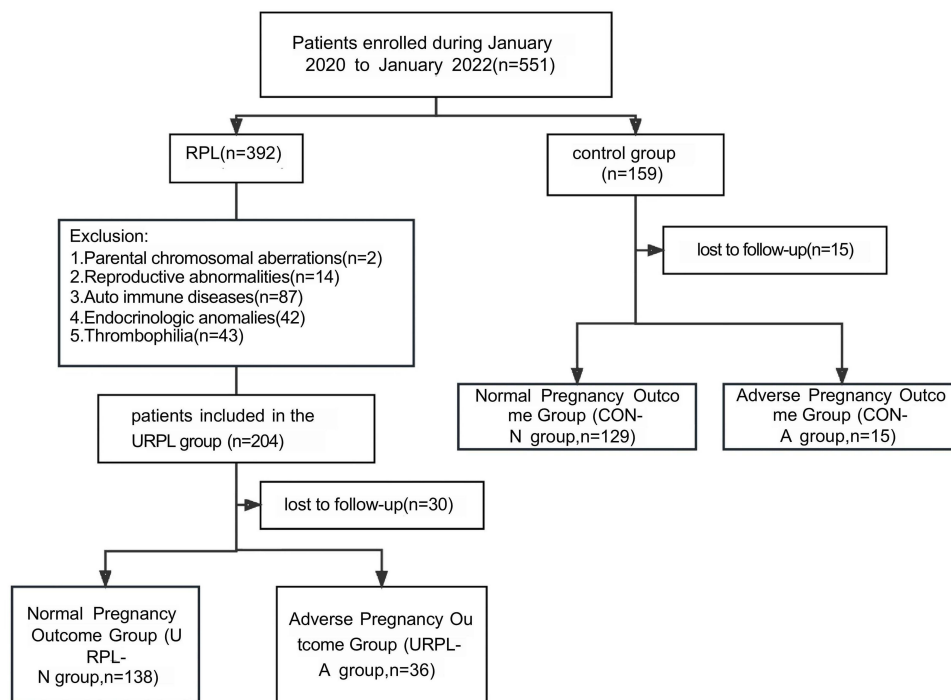 Patients enrolled during January
2020 to January 2022(n=551)
RPL(n=392)
control group
(n=159)
Exclusion:
1.Parental chromosomal aberrations(n=2)
2.Reproductive abnormalities(n=14)
3.Auto immune diseases(n=87)
4.Endocrinologic anomalies(42)
5.Thrombophilia(n=43)
lost to follow-up(n=15)
patients included in the
URPL group (n=204)
Normal Pregnancy Outco
me Group (CON-
N group,n=129)
Adverse Pregnancy Outco
me Group (CON-
A group,n=15)
lost to follow-up(n=30)
Normal Pregnancy
Outcome Group (U
RPL-
N group,n=138)
Adverse Pregnancy Ou
tcome Group (URPL-
A group,n=36)